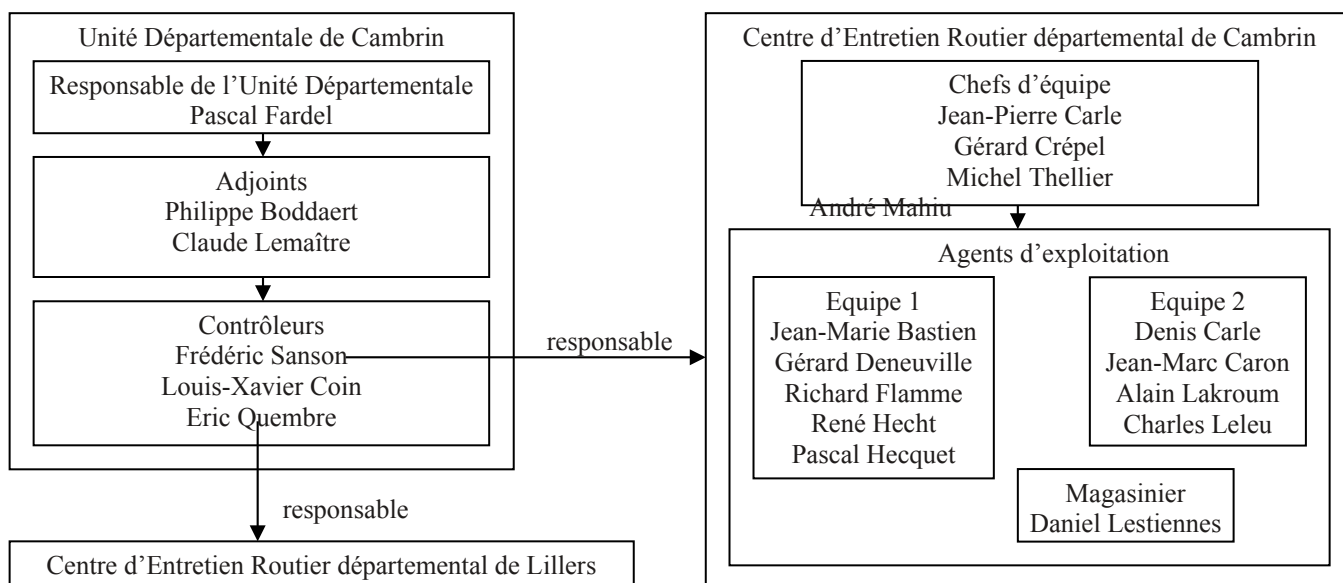 Unité Départementale de Cambrin
Responsable de l’Unité Départementale
Pascal Fardel
Adjoints
Philippe Boddaert
Claude Lemaître
Contrôleurs
Frédéric Sanson
Louis-Xavier Coin
Eric Quembre
responsable
responsable
Centre d’Entretien Routier départemental de Lillers
Centre d’Entretien Routier départemental de Cambrin
Chefs d’équipe
Jean-Pierre Carle
Gérard Crépel
Michel Thellier
André Mahiu
Agents d’exploitation
Equipe 1
Jean-Marie Bastien
Gérard Deneuville
Richard Flamme
René Hecht
Pascal Hecquet
Equipe 2
Denis Carle
Jean-Marc Caron
Alain Lakroum
Charles Leleu
Magasinier
Daniel Lestiennes